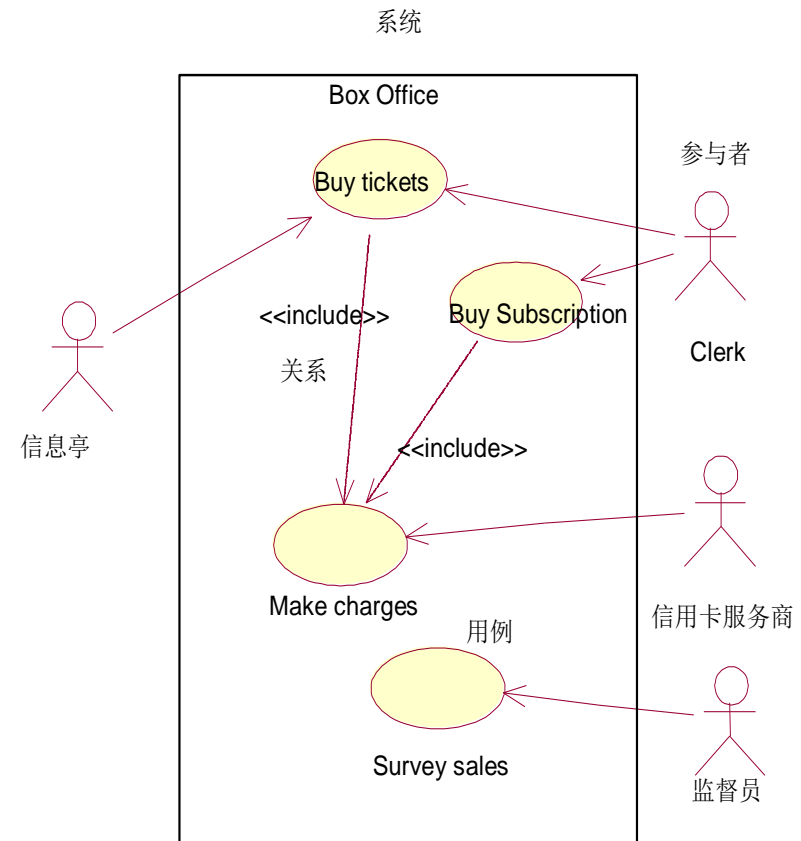 系统
Box Office
参与者
Buy tickets
<<include>>
Buy Subscription
关系
Clerk
信息亭
<<include>>
Make charges
用例
信用卡服务商
Survey sales
监督员